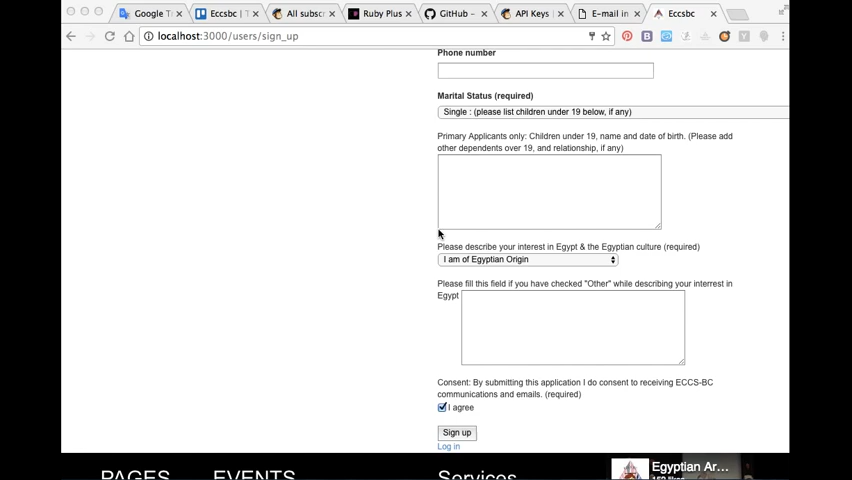 Google T
Eccsbc
All subsc
Ruby Plus
GitHub –
API Keys
E-mail in
Eccsbc
localhost:3000/users/sign_up
Phone number
Marital Status (required)
Single : (please list children under 19 below, if any)
Primary Applicants only: Children under 19, name and date of birth. (Please add
other dependents over 19, and relationship, if any)
Please describe your interest in Egypt & the Egyptian culture (required)
I am of Egyptian Origin
Please fill this field if you have checked "Other" while describing your interrest in
Egypt
Consent: By submitting this application I do consent to receiving ECCS-BC
communications and emails. (required)
I agree
Sign up
Log in
PAGES
EVENTS
Services
Egyptian Ar...